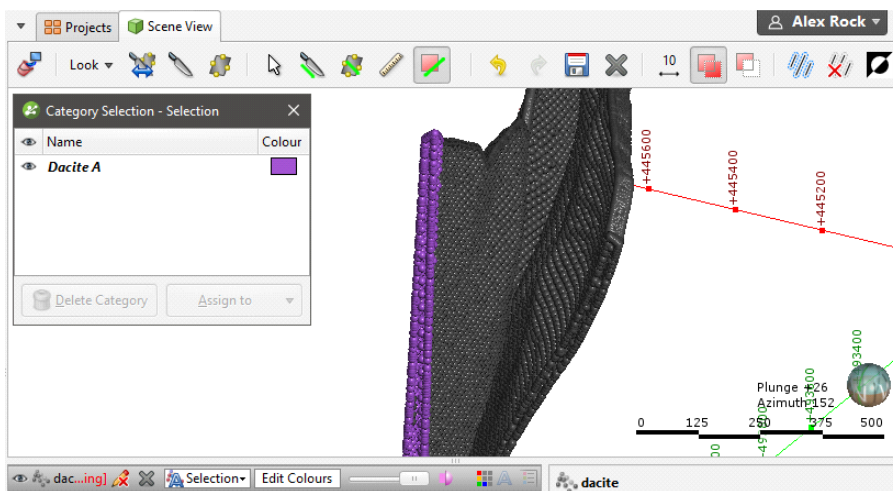 Projects
Scene View
Alex Rock
Look
10
Category Selection - Selection
Name
Colour
Dacite A
Delete Category
Assign to
+445600
+445400
+445200
Plunge +26
Azimuth 152
0 125 250 375 500
dac...ing]
Selection
Edit Colours
dacite